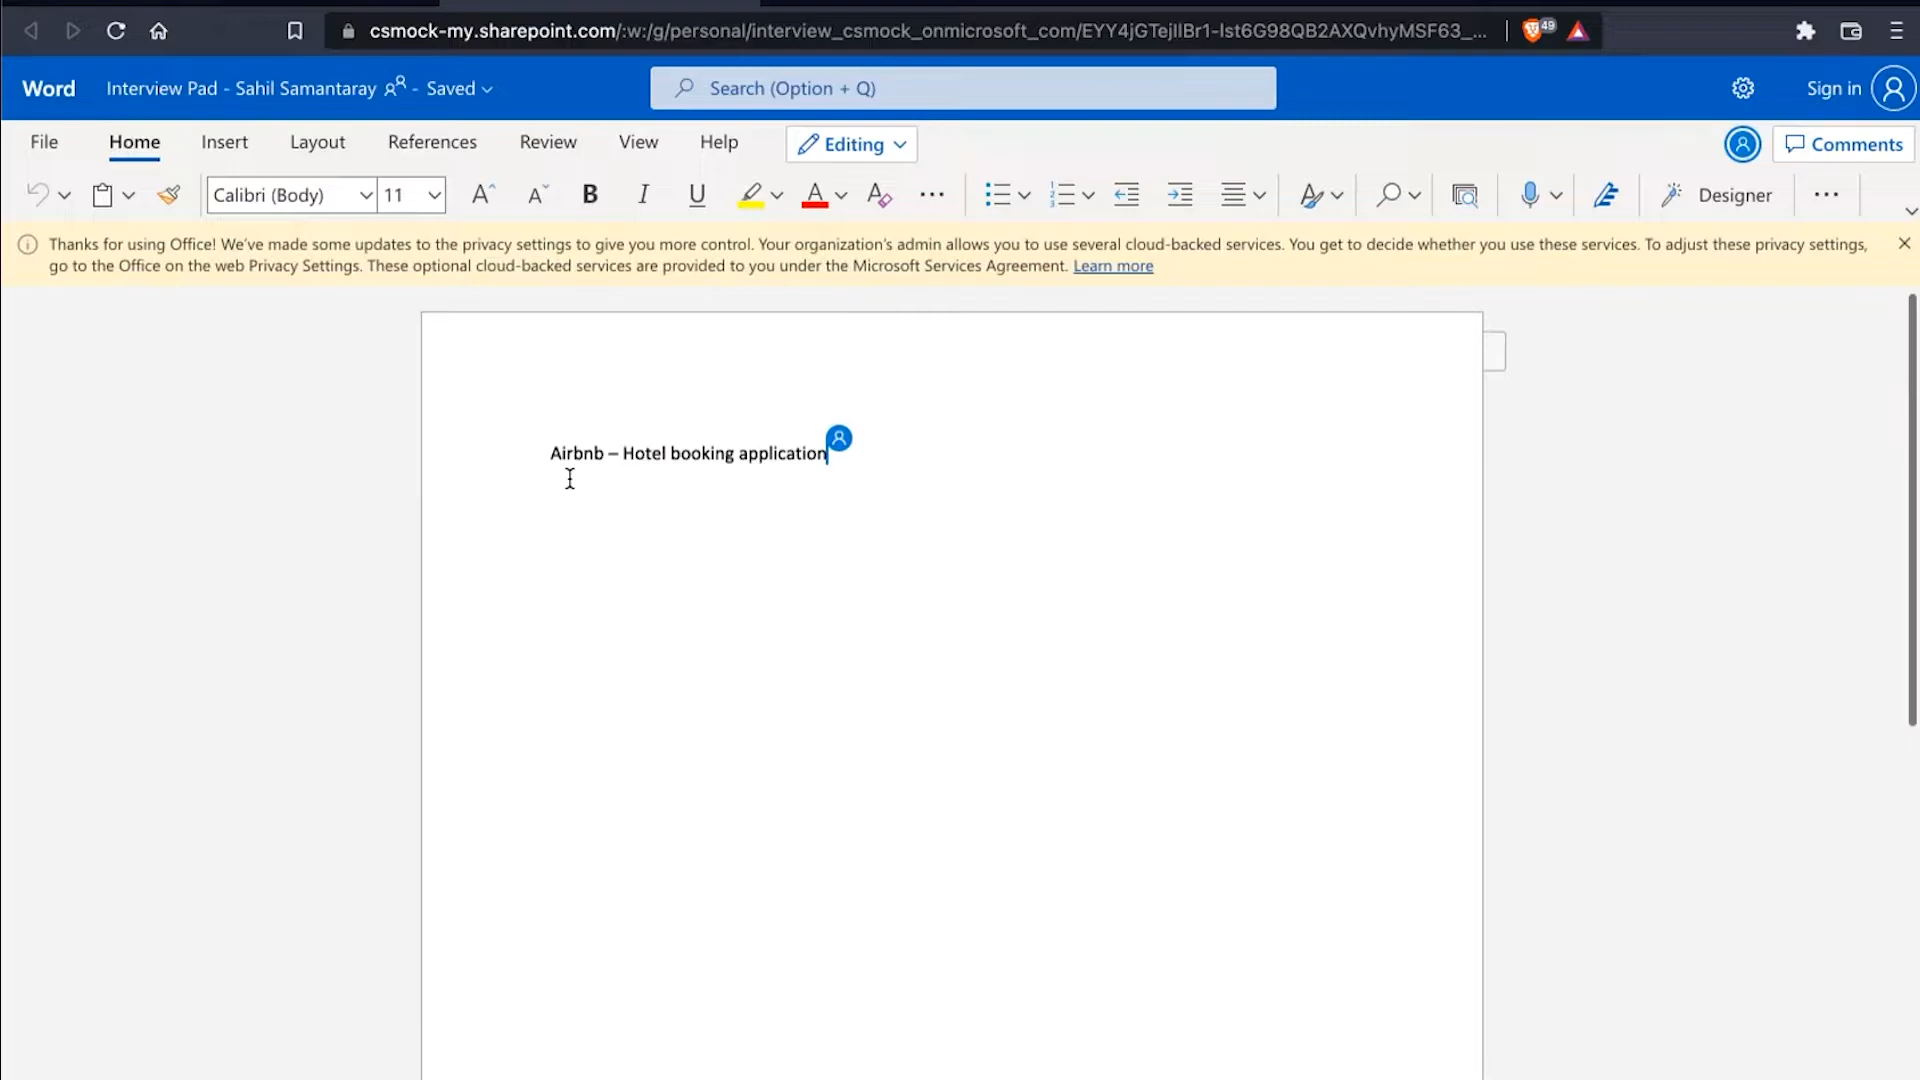 csmock-my.sharepoint.com/:w:/g/personal/interview_csmock_onmicrosoft_com/EYY4jGTejIlBr1-lst6G98QB2AXQvhyMSF63_...
49
Word Interview Pad - Sahil Samantaray - Saved
Search (Option + Q)
Sign in
File Home Insert Layout References Review View Help Editing Comments
Calibri (Body) 11 A A B I U A A ... Designer ...
Thanks for using Office! We've made some updates to the privacy settings to give you more control. Your organization's admin allows you to use several cloud-backed services. You get to decide whether you use these services. To adjust these privacy settings,
go to the Office on the web Privacy Settings. These optional cloud-backed services are provided to you under the Microsoft Services Agreement. Learn more
Airbnb – Hotel booking application